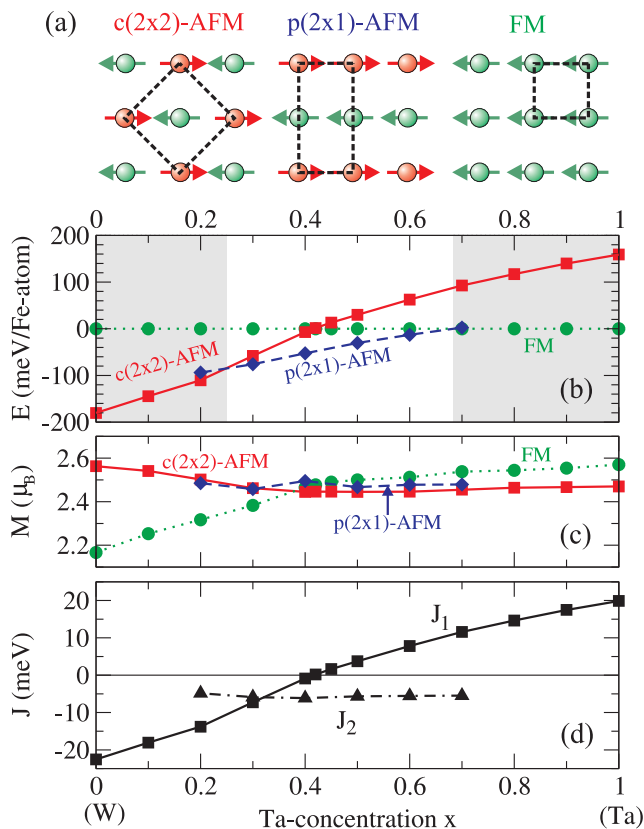 (a) c(2x2)-AFM p(2x1)-AFM FM
0 0.2 0.4 0.6 0.8 1
200
100
0
-100
-200
E (meV/Fe-atom)
c(2x2)-AFM
p(2x1)-AFM
FM
(b)
2.6
2.4
2.2
M (μB)
c(2x2)-AFM
FM
p(2x1)-AFM
(c)
20
10
0
-10
-20
J (meV)
J1
J2
(d)
0 0.2 0.4 0.6 0.8 1
(W) Ta-concentration x (Ta)